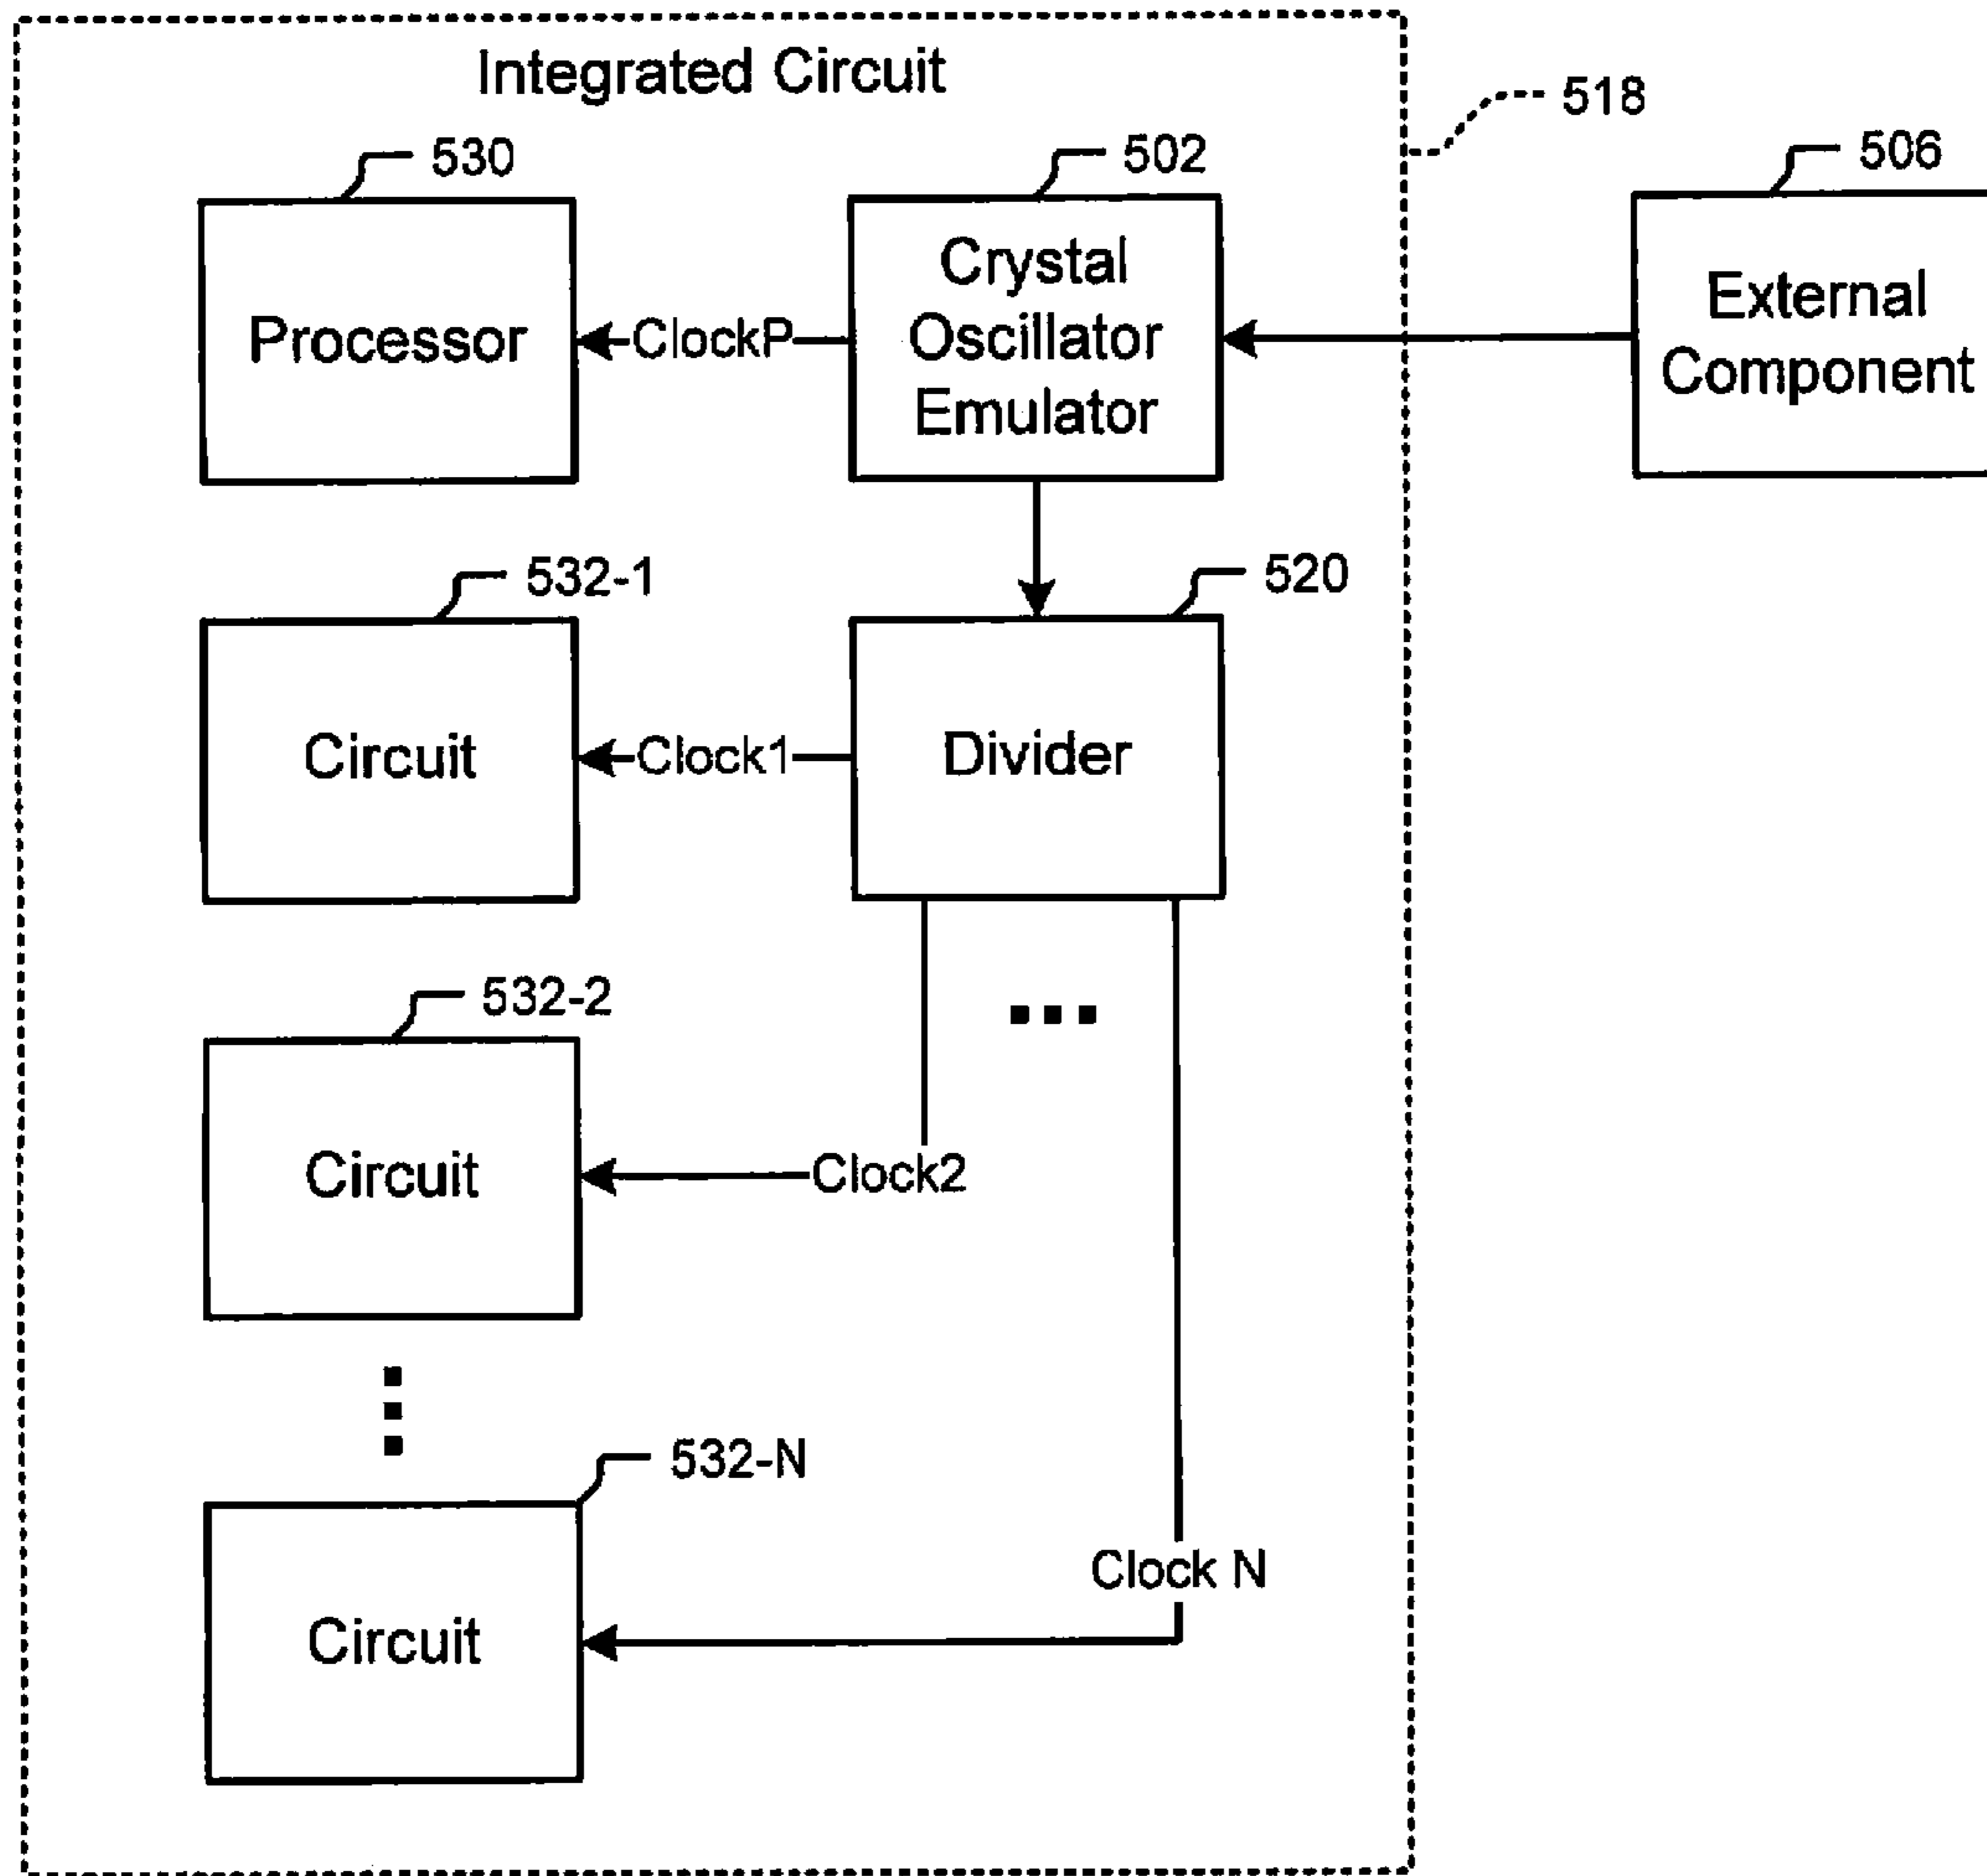 Integrated Circuit
518
530
502
506
Processor
ClockP
Crystal
Oscillator
Emulator
External
Component
532-1
520
Circuit
Clock1
Divider
532-2
Circuit
Clock2
532-N
Clock N
Circuit